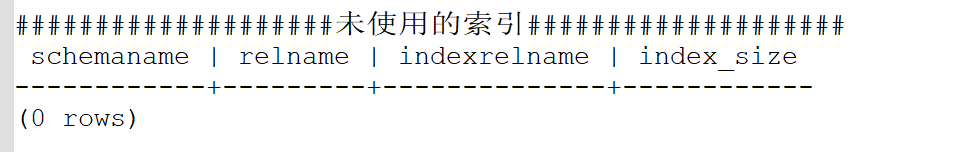 ####################未使用的索引####################
 schemaname | relname | indexrelname | index_size
------------+---------+--------------+------------
(0 rows)